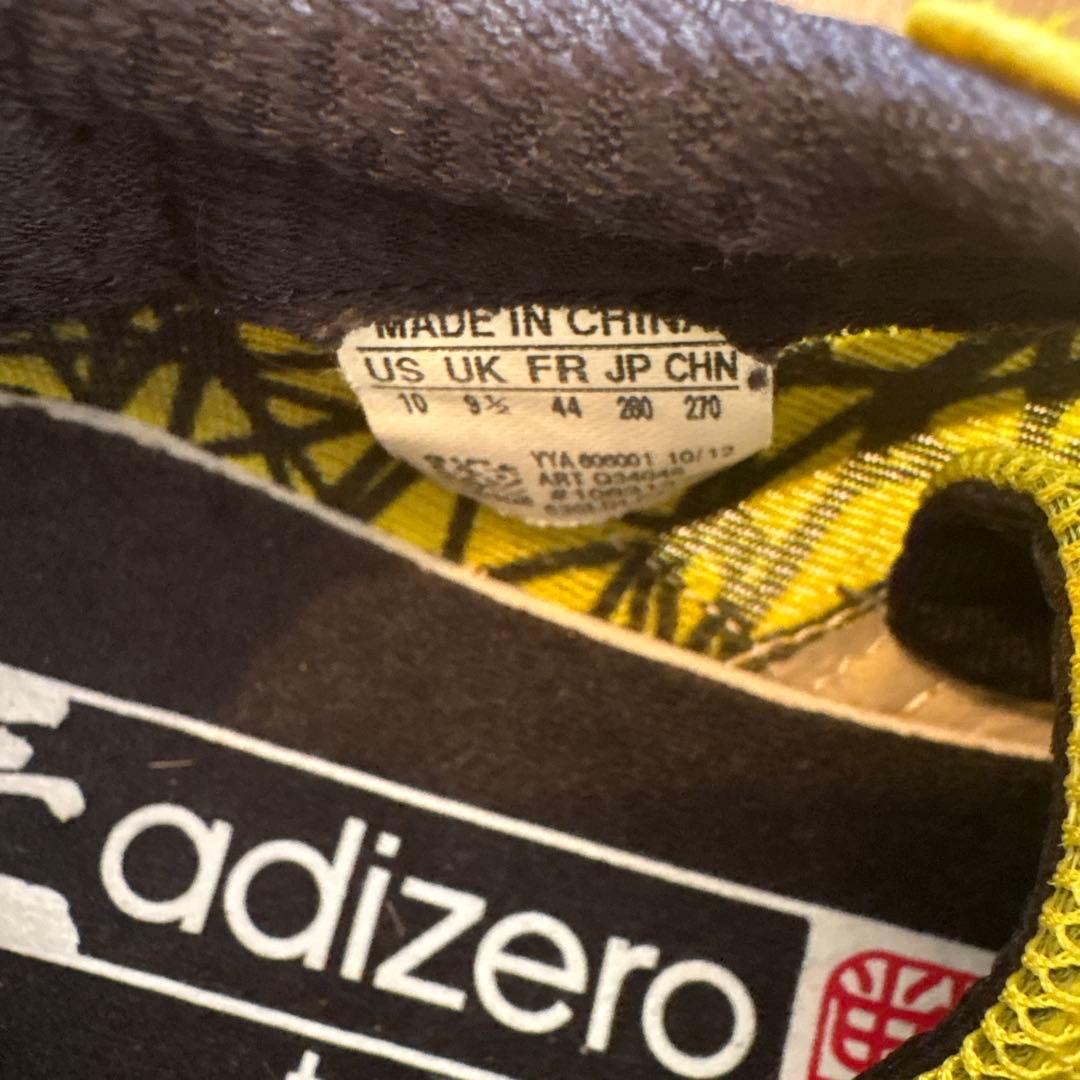 MADE IN CHINA
US UK FR JP CHN
10 9½ 44 280 270
YYA 606001 10/12
ART
adizero